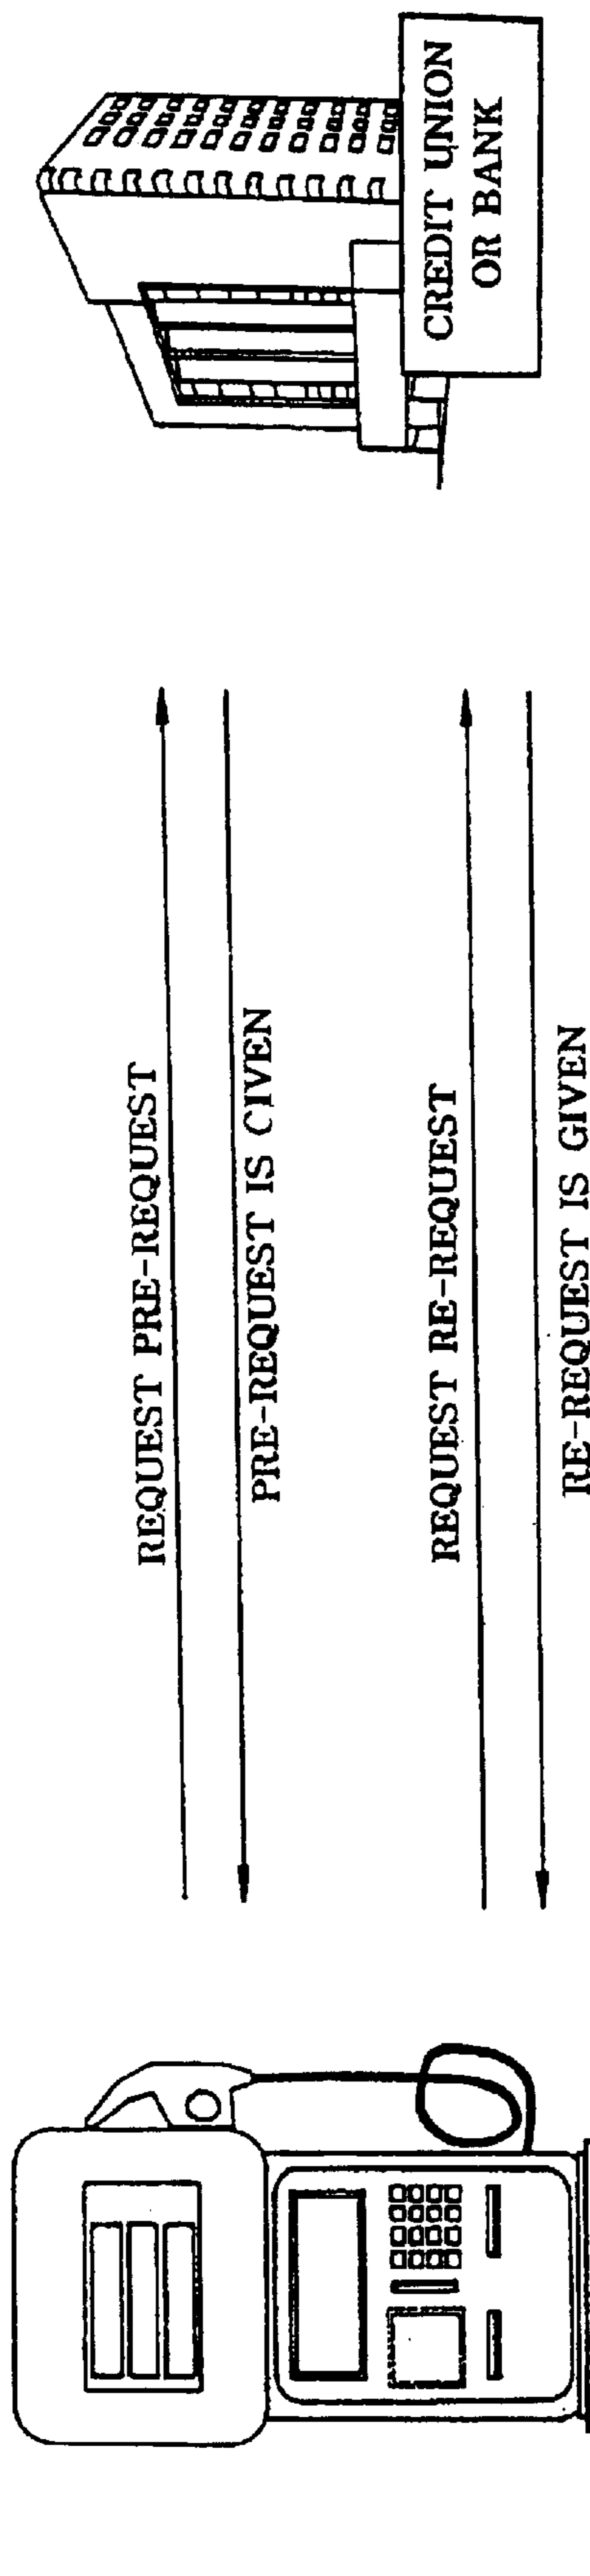 REQUEST PRE-REQUEST
PRE-REQUEST IS CIVEN
REQUEST RE-REQUEST
RE-REQUEST IS GIVEN
CREDIT UNION
OR BANK